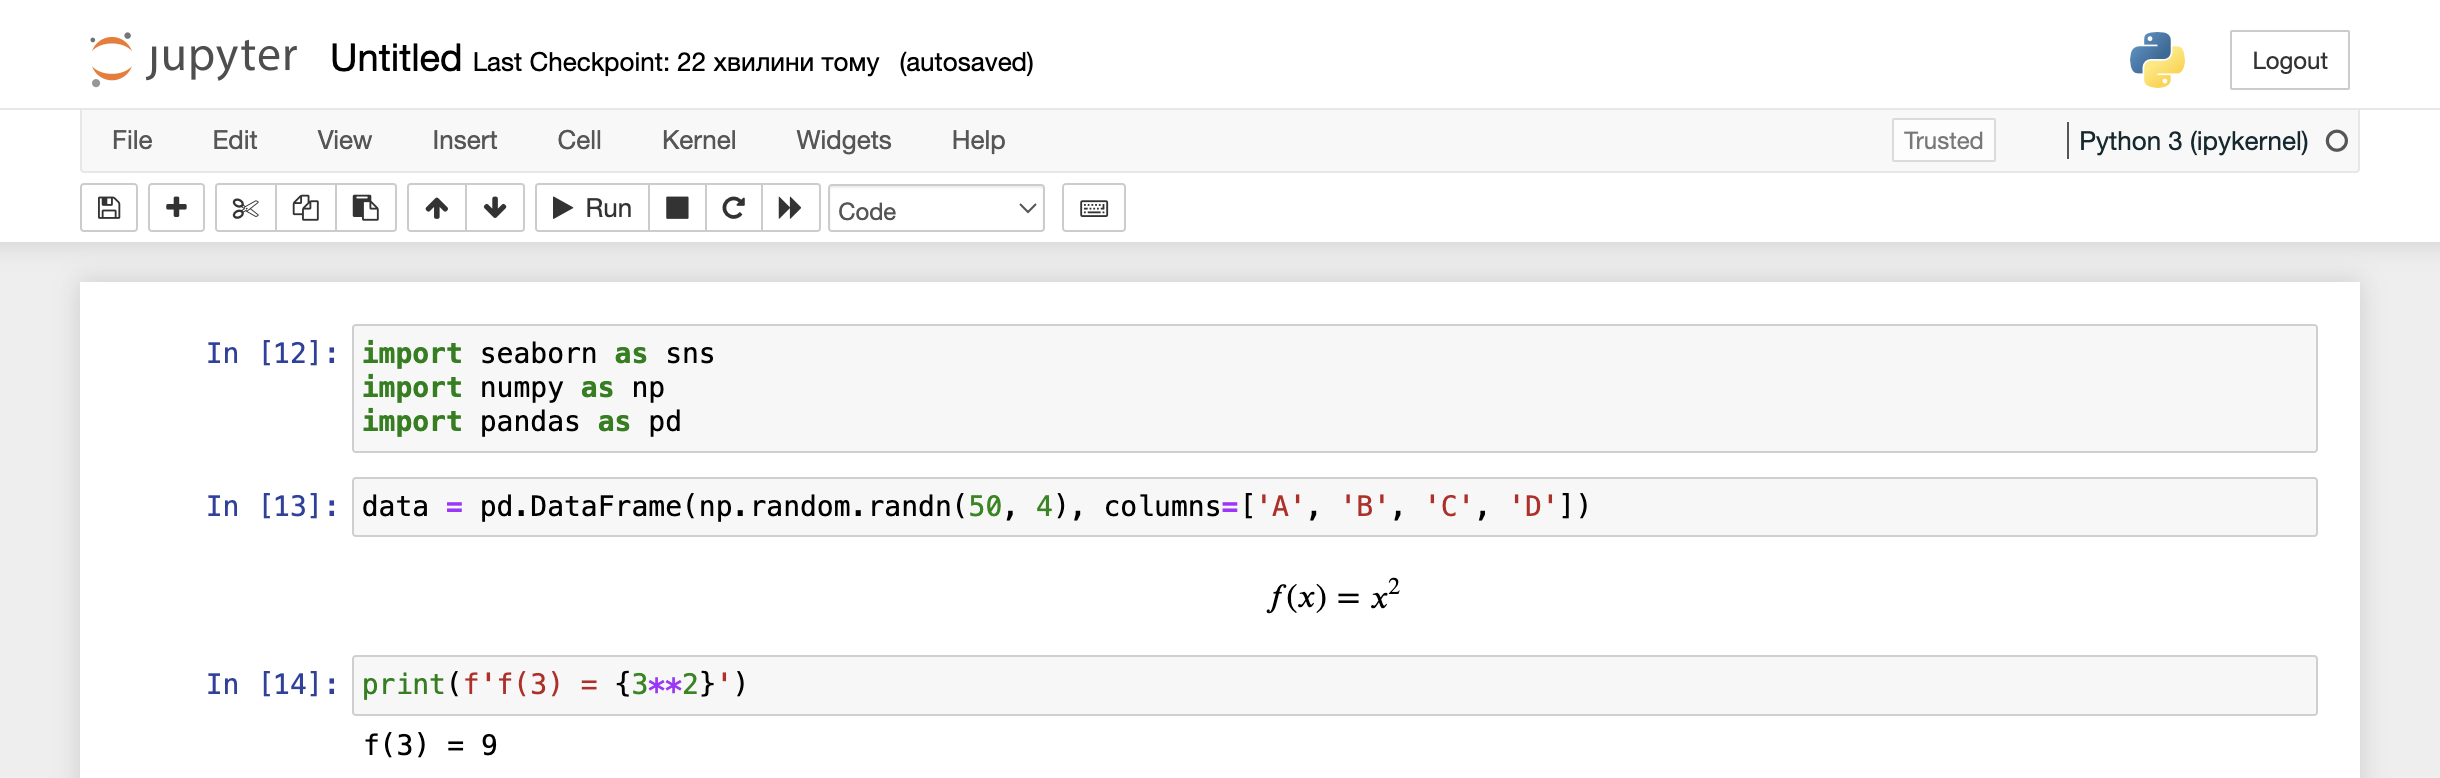 jupyter Untitled Last Checkpoint: 22 хвилини тому (autosaved)
Logout
File Edit View Insert Cell Kernel Widgets Help
Trusted
Python 3 (ipykernel)
Run
Code
In [12]: import seaborn as sns
import numpy as np
import pandas as pd
In [13]: data = pd.DataFrame(np.random.randn(50, 4), columns=['A', 'B', 'C', 'D'])
f(x) = x²
In [14]: print(f'f(3) = {3**2}')
f(3) = 9